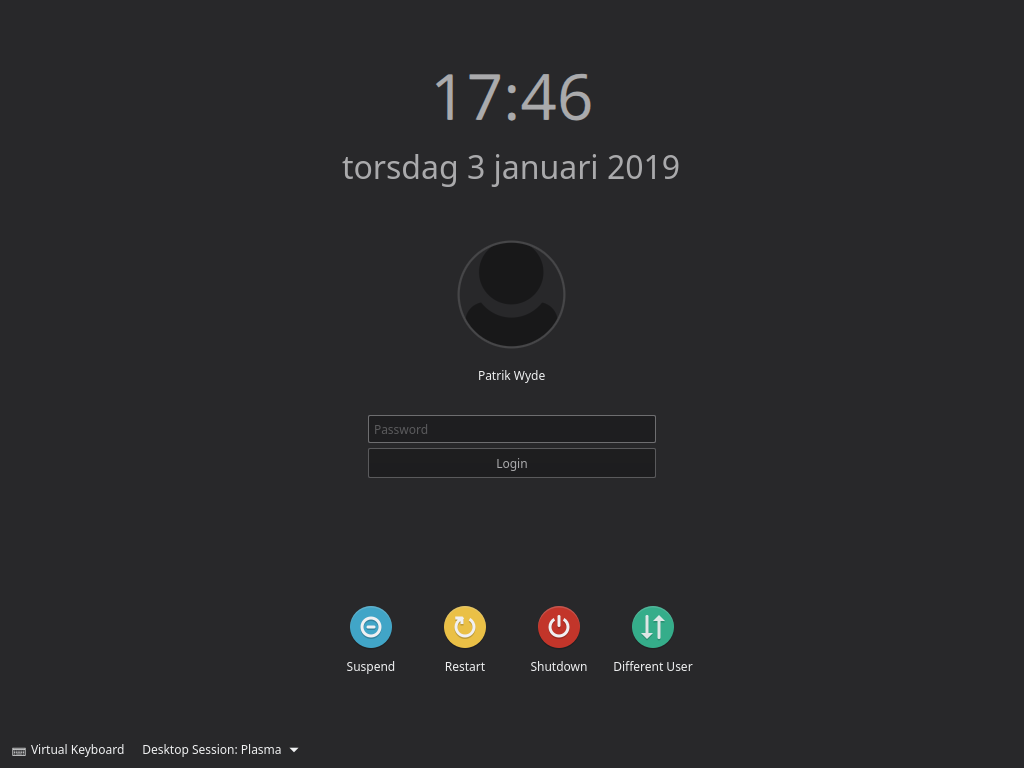 17:46
torsdag 3 januari 2019
Patrik Wyde
Password
Login
Suspend Restart Shutdown Different User
Virtual Keyboard Desktop Session: Plasma